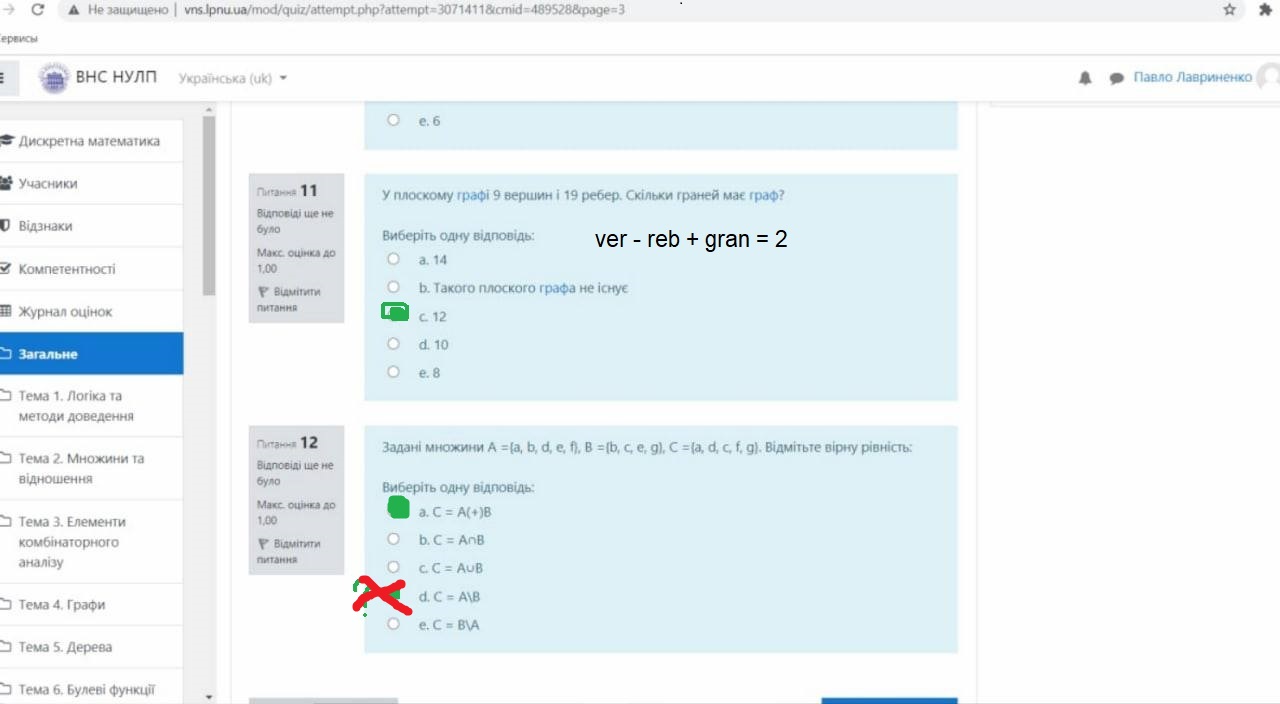 Не защищено | vns.lpnu.ua/mod/quiz/attempt.php?attempt=3071411&cmid=489528&page=3
ервисы
ВНС НУЛП Українська (uk) Павло Лавриненко
Дискретна математика
Учасники
Відзнаки
Компетентності
Журнал оцінок
Загальне
Тема 1. Логіка та
методи доведення
Тема 2. Множини та
відношення
Тема 3. Елементи
комбінаторного
аналізу
Тема 4. Графи
Тема 5. Дерева
Тема 6. Булеві функції
e. 6
Питання 11
Відповіді ще не
було
Макс. оцінка до
1,00
Відмітити
питання
У плоскому графі 9 вершин і 19 ребер. Скільки граней має граф?
Виберіть одну відповідь:
ver - reb + gran = 2
a. 14
b. Такого плоского графа не існує
c. 12
d. 10
e. 8
Питання 12
Відповіді ще не
було
Макс. оцінка до
1,00
Відмітити
питання
Задані множини A ={a, b, d, e, f}, B ={b, c, e, g}, C ={a, d, c, f, g}. Відмітьте вірну рівність:
Виберіть одну відповідь:
a. C = A(+)B
b. C = A∩B
c. C = A∪B
?
d. C = A\B
e. C = B\A